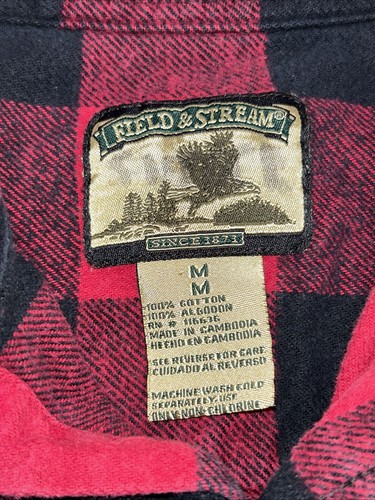 FIELD & STREAM®
SINCE 1871
M
M
100% COTTON
100% ALGODON
RN # 116636
MADE IN CAMBODIA
HECHO EN CAMBODIA
SEE REVERSE FOR CARE
CUIDADO AL REVERSO
MACHINE WASH COLD
SEPARATELY, USE
ONLY NON-CHLORINE